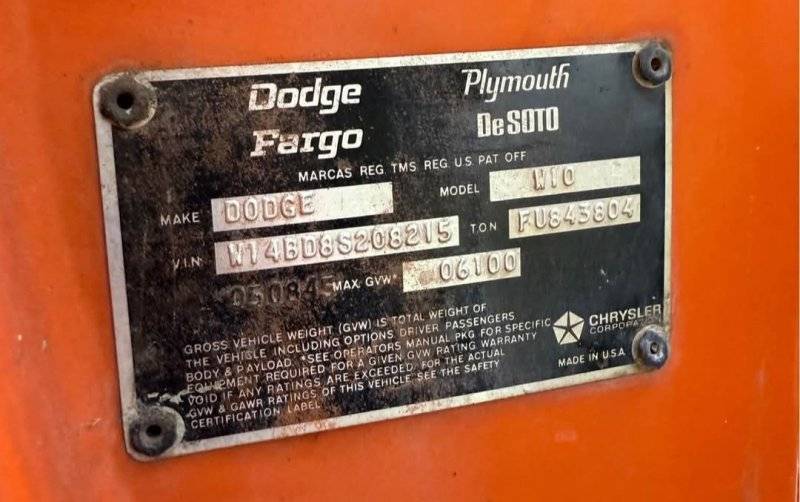 Dodge Plymouth
Fargo DeSOTO
MARCAS REG. TMS REG. U.S. PAT. OFF
MAKE DODGE MODEL W10
V.I.N W14BD8S208215 T.O.N FU843804
050845 MAX. GVW* 06100
GROSS VEHICLE WEIGHT (GVW) IS TOTAL WEIGHT OF
THE VEHICLE INCLUDING OPTIONS DRIVER PASSENGERS
BODY & PAYLOAD. *SEE OPERATORS MANUAL PKG FOR SPECIFIC
EQUIPMENT REQUIRED FOR A GIVEN GVW RATING WARRANTY
VOID IF ANY RATINGS ARE EXCEEDED. FOR THE ACTUAL
GVW & GAWR RATINGS OF THIS VEHICLE SEE THE SAFETY
CERTIFICATION LABEL
CHRYSLER
CORPORATION
MADE IN U.S.A.